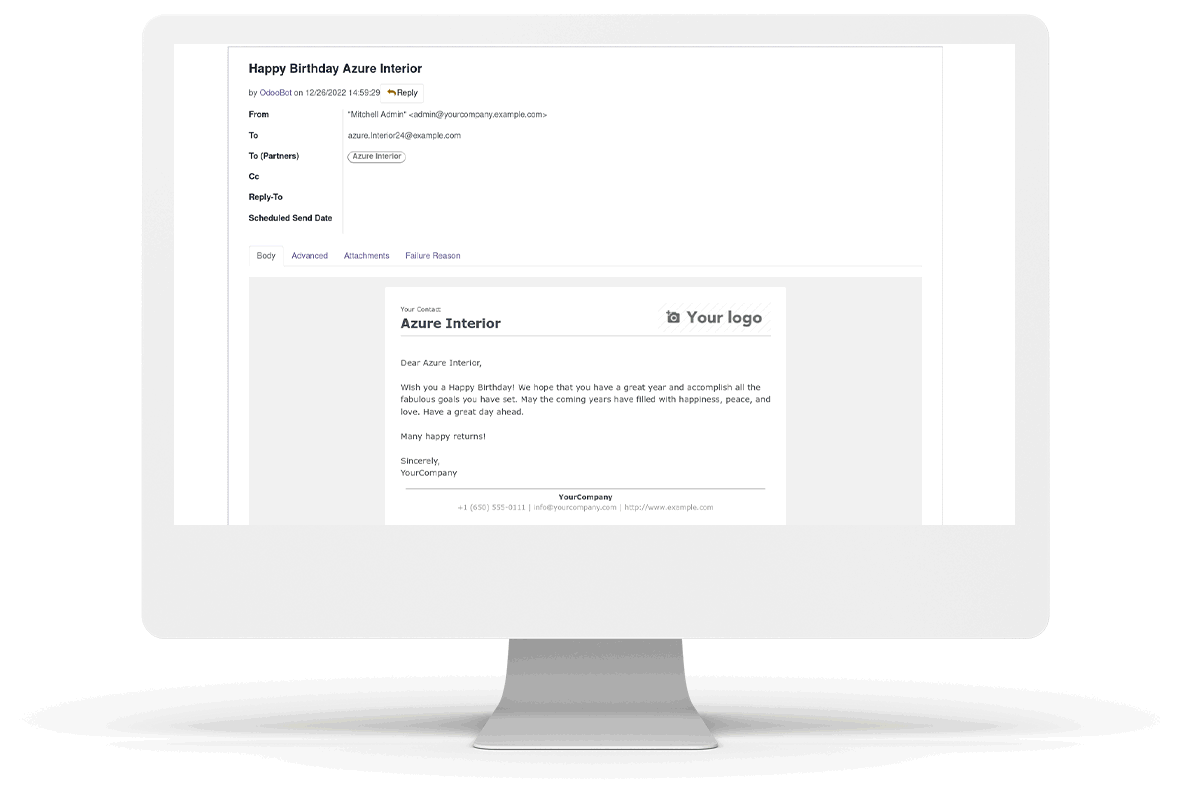 Happy Birthday Azure Interior
by OdooBot on 12/26/2022 14:59:29 Reply
From "Mitchell Admin" <admin@yourcompany.example.com>
To azure.Interior24@example.com
To (Partners) Azure Interior
Cc
Reply-To
Scheduled Send Date
Body Advanced Attachments Failure Reason
Your Contact
Azure Interior
Your logo
Dear Azure Interior,
Wish you a Happy Birthday! We hope that you have a great year and accomplish all the
fabulous goals you have set. May the coming years have filled with happiness, peace, and
love. Have a great day ahead.
Many happy returns!
Sincerely,
YourCompany
YourCompany
+1 (650) 555-0111 | info@yourcompany.com | http://www.example.com